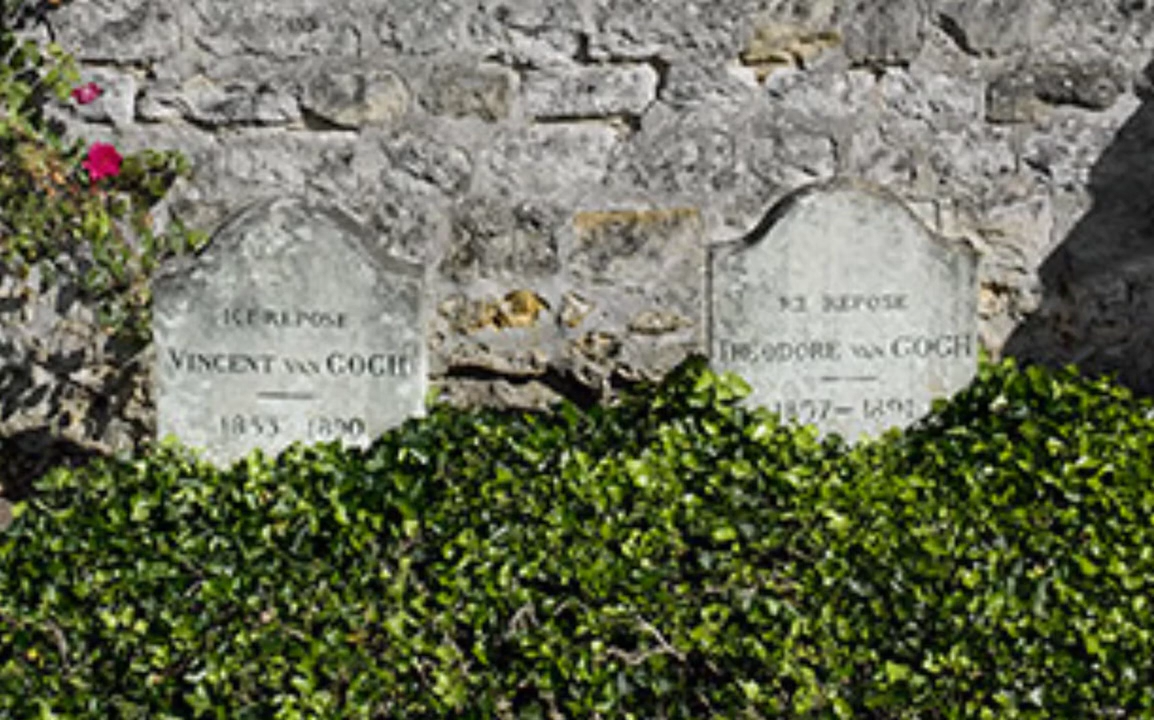 ICI REPOSE
VINCENT VAN GOGH
1853 1890
ICI REPOSE
THEODORE VAN GOGH
1857-1891